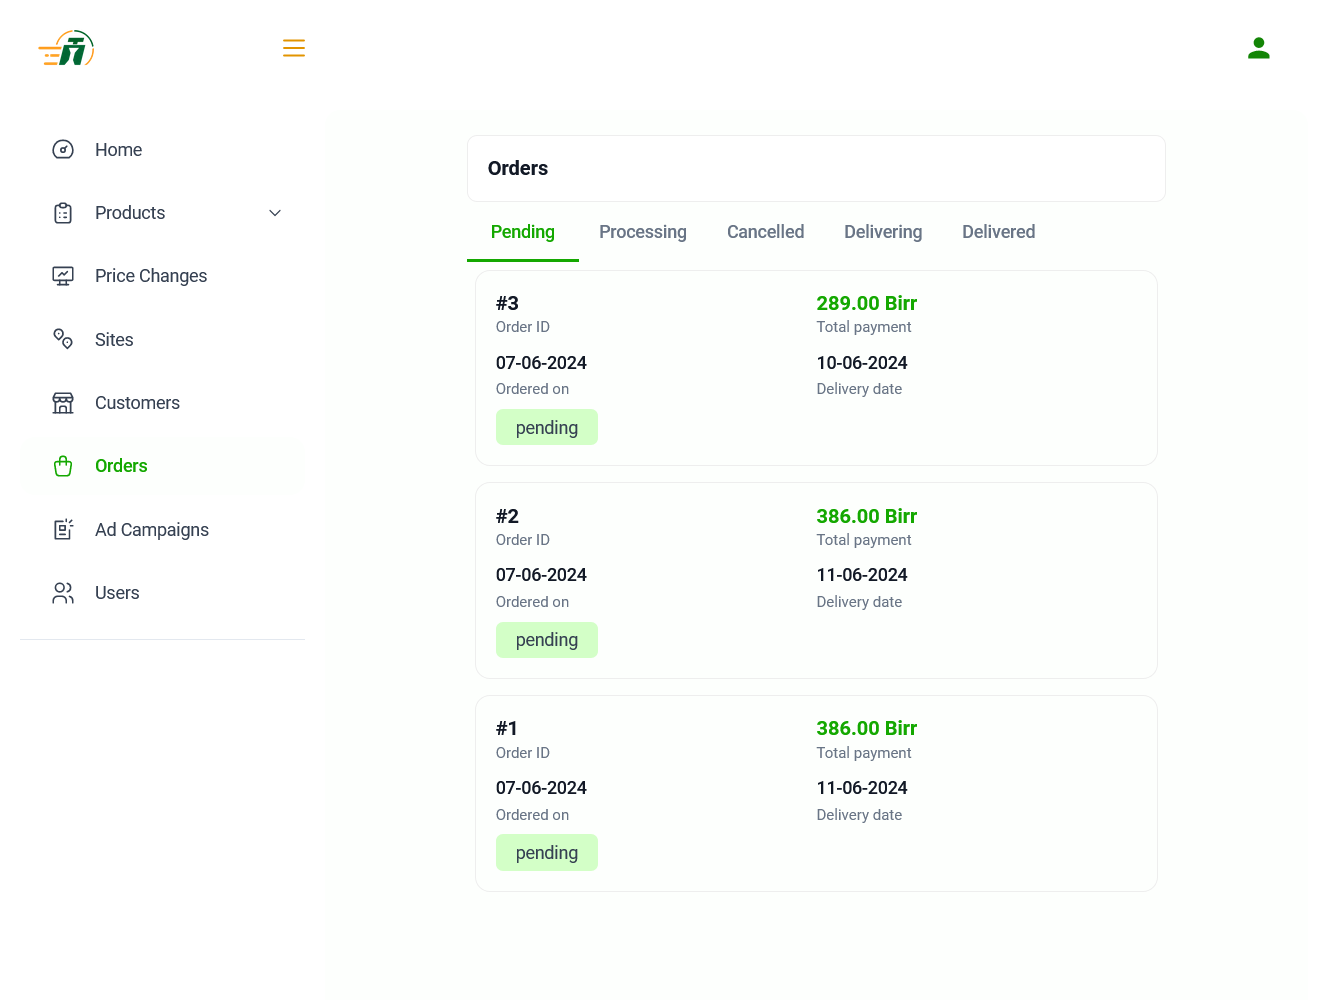 Home
Products
Price Changes
Sites
Customers
Orders
Ad Campaigns
Users
Orders
Pending Processing Cancelled Delivering Delivered
#3 289.00 Birr
Order ID Total payment
07-06-2024 10-06-2024
Ordered on Delivery date
pending
#2 386.00 Birr
Order ID Total payment
07-06-2024 11-06-2024
Ordered on Delivery date
pending
#1 386.00 Birr
Order ID Total payment
07-06-2024 11-06-2024
Ordered on Delivery date
pending